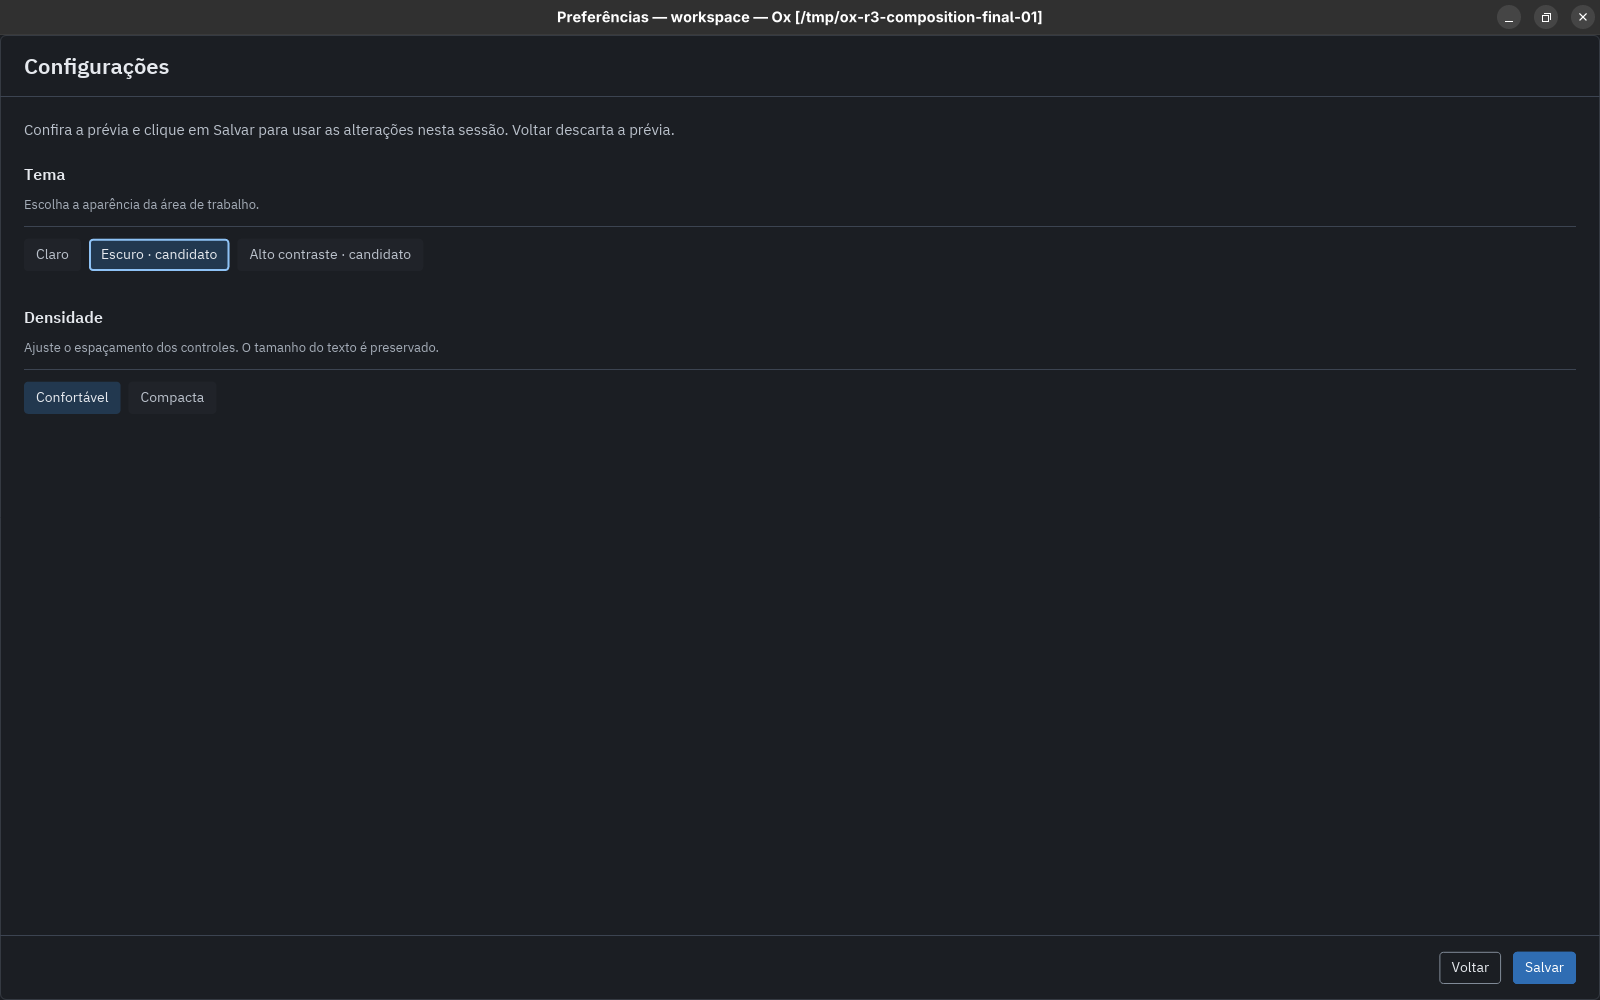 Preferências — workspace — Ox [/tmp/ox-r3-composition-final-01]
Configurações
Confira a prévia e clique em Salvar para usar as alterações nesta sessão. Voltar descarta a prévia.
Tema
Escolha a aparência da área de trabalho.
Claro Escuro · candidato Alto contraste · candidato
Densidade
Ajuste o espaçamento dos controles. O tamanho do texto é preservado.
Confortável Compacta
Voltar Salvar